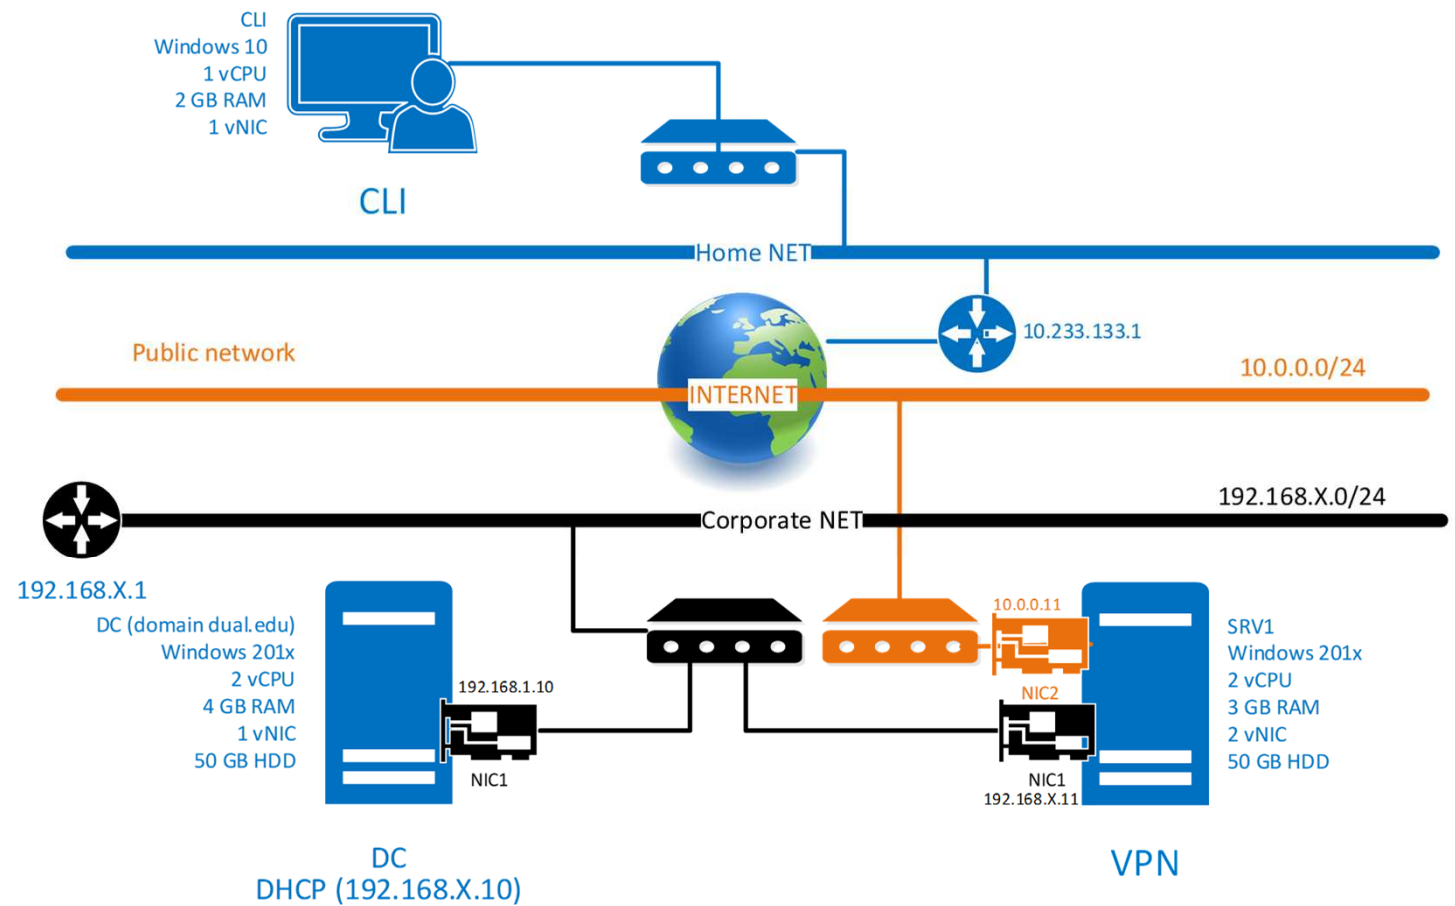 CLI
Windows 10
1 vCPU
2 GB RAM
1 vNIC
CLI
Home NET
10.233.133.1
Public network
10.0.0.0/24
INTERNET
192.168.X.0/24
Corporate NET
192.168.X.1
DC (domain dual.edu)
Windows 201x
2 vCPU
4 GB RAM
1 vNIC
50 GB HDD
192.168.1.10
NIC1
10.0.0.11
NIC2
NIC1
192.168.X.11
SRV1
Windows 201x
2 vCPU
3 GB RAM
2 vNIC
50 GB HDD
DC
DHCP (192.168.X.10)
VPN